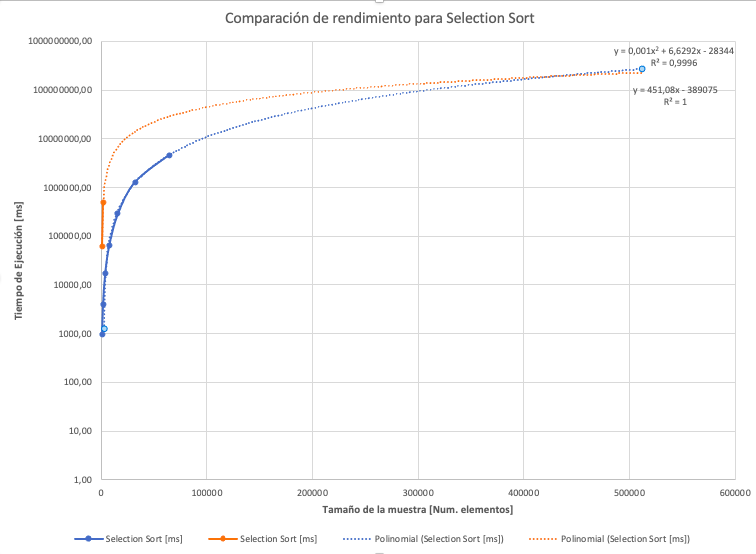 Comparación de rendimiento para Selection Sort
y = 0,001x² + 6,6292x - 28344
R² = 0,9996
y = 451,08x - 389075
R² = 1
Tiempo de Ejecución [ms]
1000000000,00
100000000,00
10000000,00
1000000,00
100000,00
10000,00
1000,00
100,00
10,00
1,00
0 100000 200000 300000 400000 500000 600000
Tamaño de la muestra [Num. elementos]
Selection Sort [ms] Selection Sort [ms] Polinomial (Selection Sort [ms]) Polinomial (Selection Sort [ms])